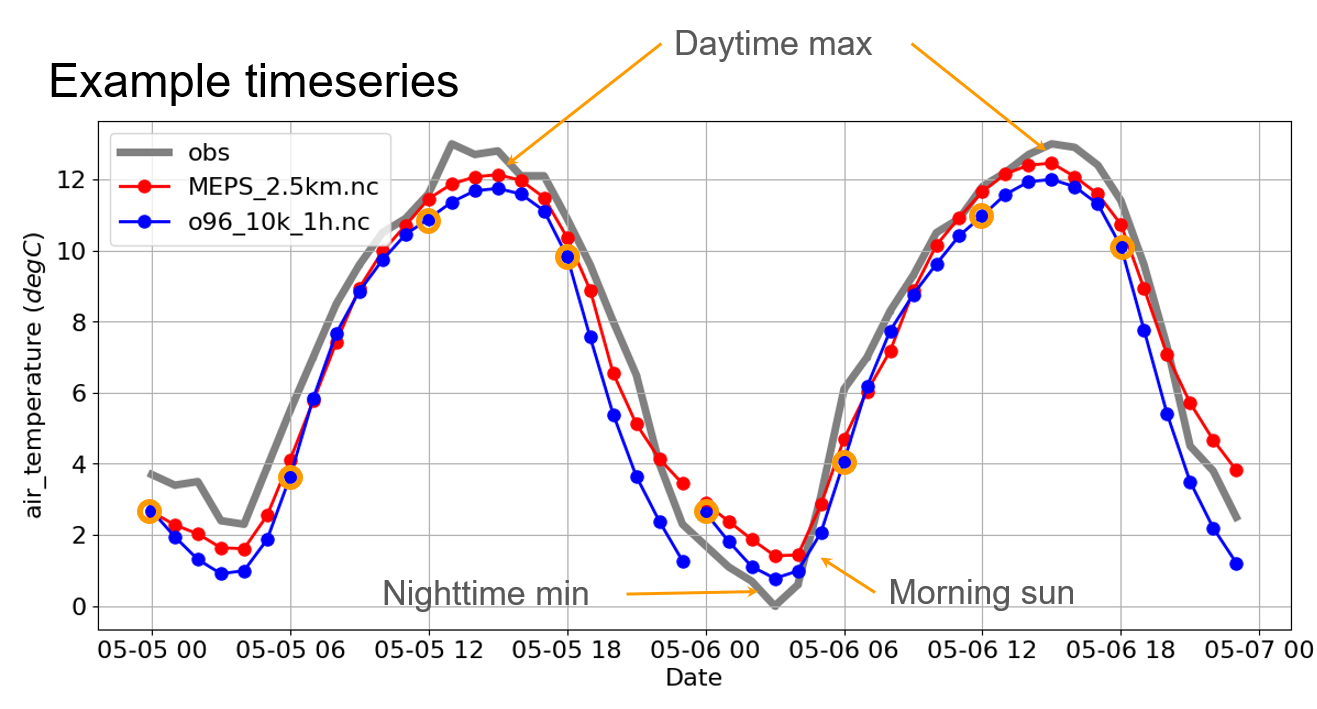 Daytime max
Example timeseries
obs
MEPS_2.5km.nc
o96_10k_1h.nc
air_temperature (degC)
12
10
8
6
4
2
0
Nighttime min
Morning sun
05-05 00 05-05 06 05-05 12 05-05 18 05-06 00 05-06 06 05-06 12 05-06 18 05-07 00
Date